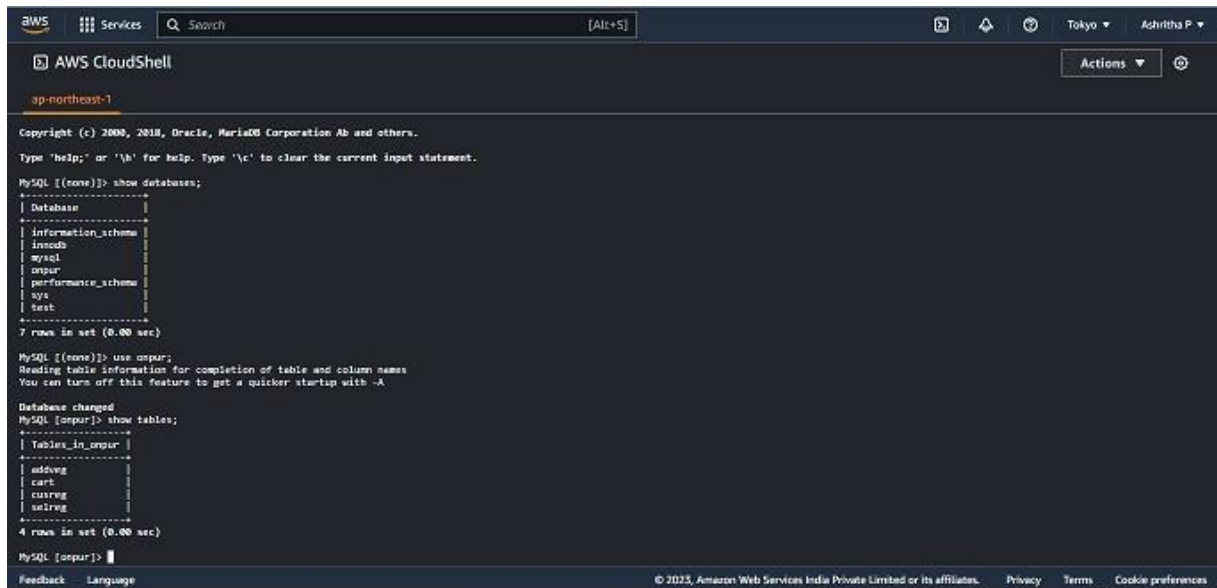 aws Services Search [Alt+S] Tokyo Ashritha P
AWS CloudShell Actions
ap-northeast-1
Copyright (c) 2000, 2018, Oracle, MariaDB Corporation Ab and others.
Type 'help;' or '\h' for help. Type '\c' to clear the current input statement.
MySQL [(none)]> show databases;
+--------------------+
| Database |
+--------------------+
| information_schema |
| innodb |
| mysql |
| onpur |
| performance_schema |
| sys |
| test |
+--------------------+
7 rows in set (0.00 sec)
MySQL [(none)]> use onpur;
Reading table information for completion of table and column names
You can turn off this feature to get a quicker startup with -A
Database changed
MySQL [onpur]> show tables;
+-----------------+
| Tables_in_onpur |
+-----------------+
| addveg |
| cart |
| cusreg |
| selreg |
+-----------------+
4 rows in set (0.00 sec)
MySQL [onpur]>
Feedback Language © 2023, Amazon Web Services India Private Limited or its affiliates. Privacy Terms Cookie preferences